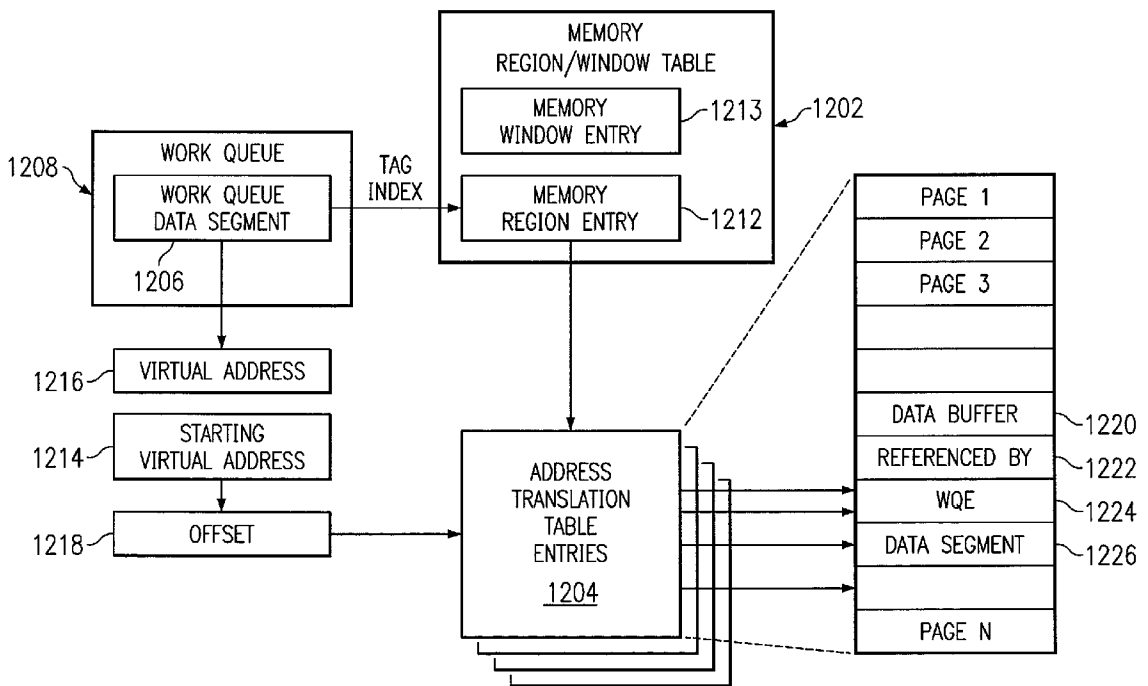 MEMORY
REGION/WINDOW TABLE
MEMORY
WINDOW ENTRY
1213
1202
WORK QUEUE
1208
WORK QUEUE
DATA SEGMENT
1206
TAG
INDEX
MEMORY
REGION ENTRY
1212
1216
VIRTUAL ADDRESS
1214
STARTING
VIRTUAL ADDRESS
1218
OFFSET
ADDRESS
TRANSLATION
TABLE
ENTRIES
1204
PAGE 1
PAGE 2
PAGE 3
DATA BUFFER
1220
REFERENCED BY
1222
WQE
1224
DATA SEGMENT
1226
PAGE N